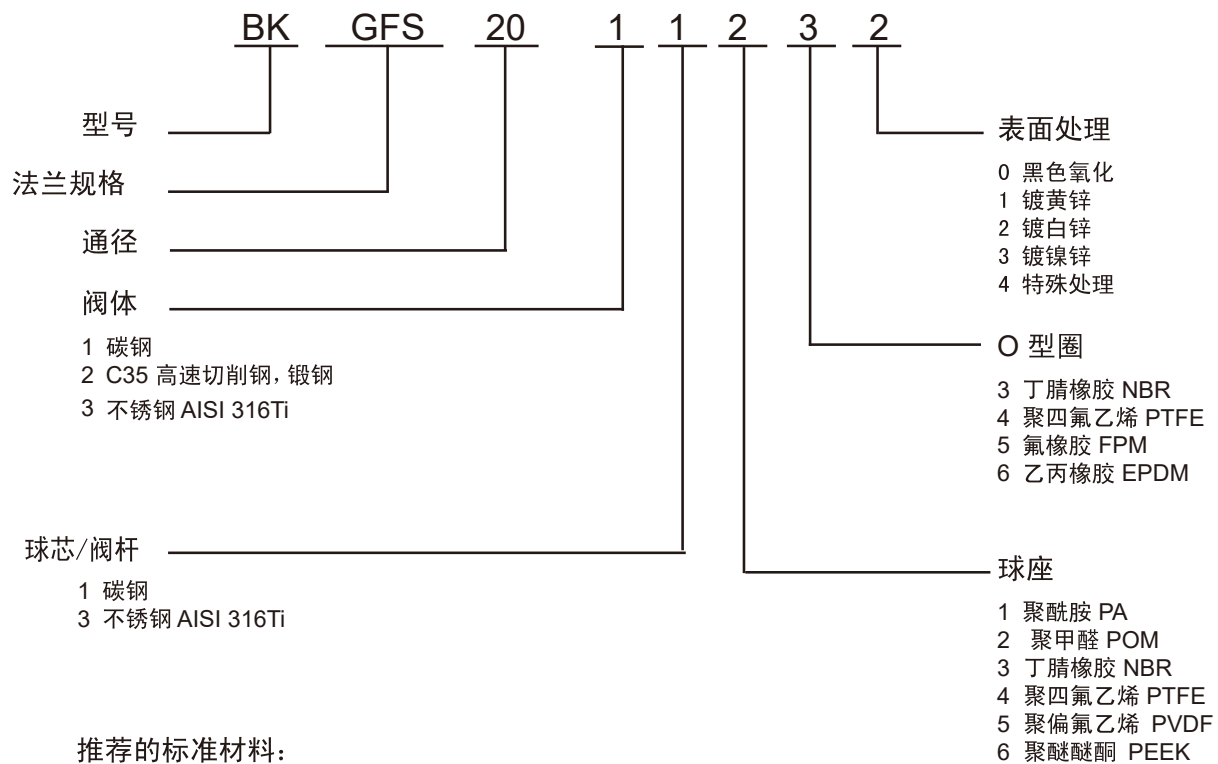 BK GFS 20 1 1 2 3 2
型号
法兰规格
通径
阀体
1 碳钢
2 C35 高速切削钢，锻钢
3 不锈钢 AISI 316Ti
球芯/阀杆
1 碳钢
3 不锈钢 AISI 316Ti
推荐的标准材料：
表面处理
0 黑色氧化
1 镀黄锌
2 镀白锌
3 镀镍锌
4 特殊处理
O 型圈
3 丁腈橡胶 NBR
4 聚四氟乙烯 PTFE
5 氟橡胶 FPM
6 乙丙橡胶 EPDM
球座
1 聚酰胺 PA
2 聚甲醛 POM
3 丁腈橡胶 NBR
4 聚四氟乙烯 PTFE
5 聚偏氟乙烯 PVDF
6 聚醚醚酮 PEEK